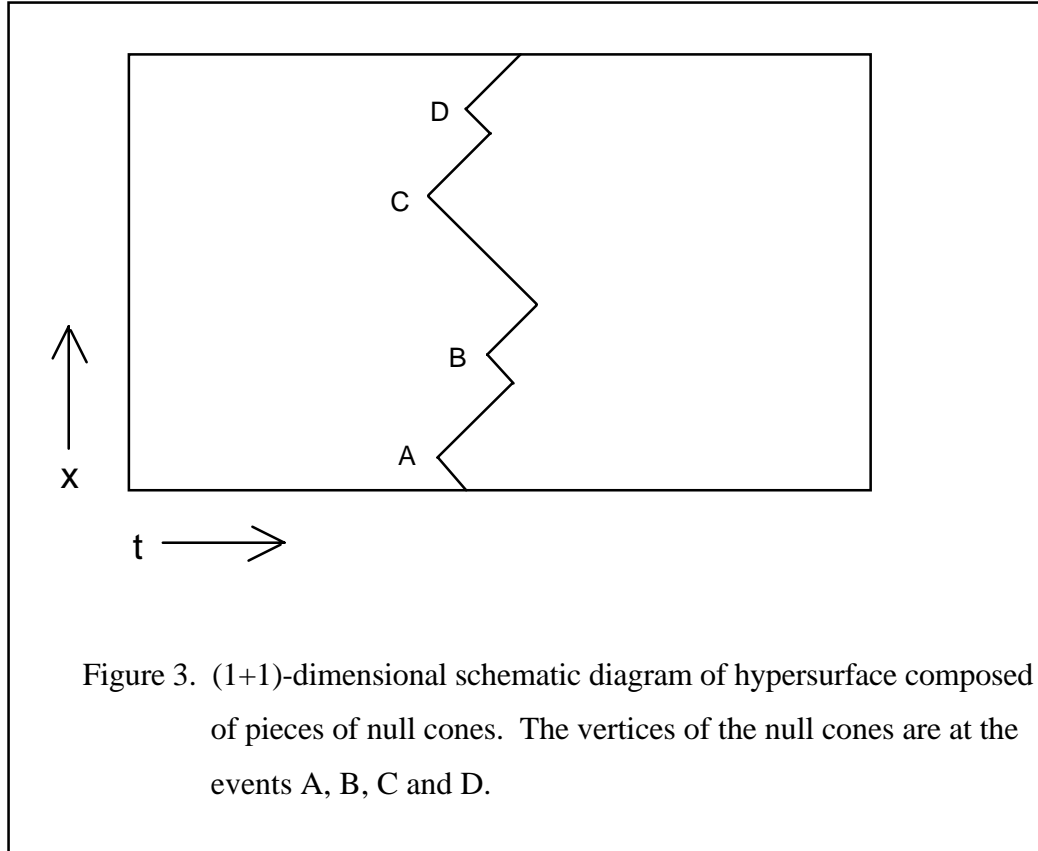 D
C
B
A
x
t
Figure 3. (1+1)-dimensional schematic diagram of hypersurface composed
of pieces of null cones. The vertices of the null cones are at the
events A, B, C and D.